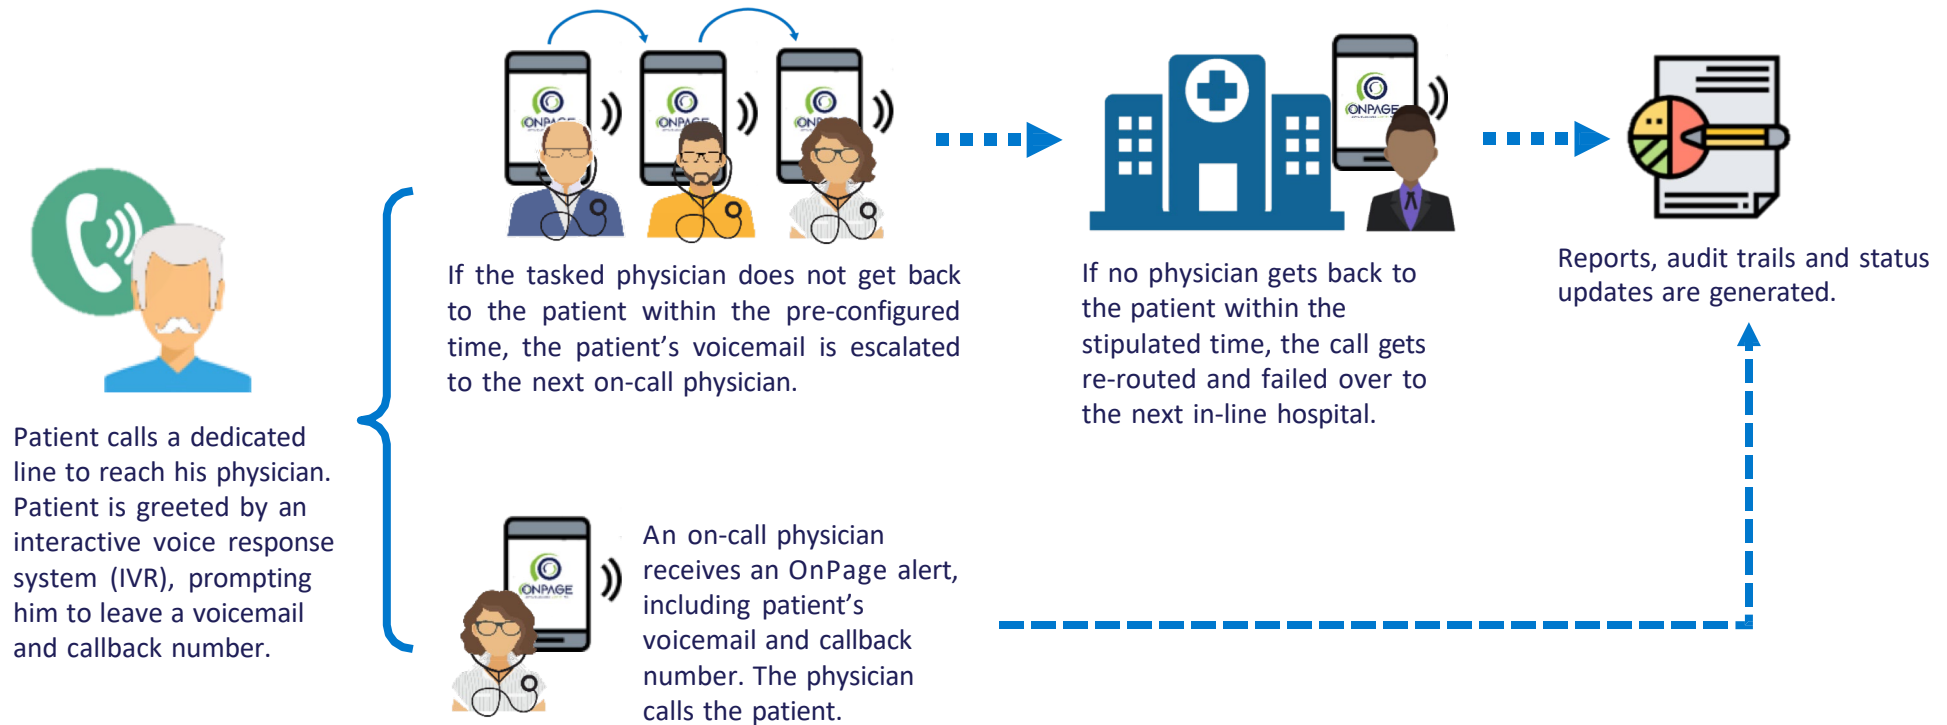 ONPAGE
ONPAGE
ONPAGE
ONPAGE
If the tasked physician does not get back
to the patient within the pre-configured
time, the patient's voicemail is escalated
to the next on-call physician.
If no physician gets back to
the patient within the
stipulated time, the call gets
re-routed and failed over to
the next in-line hospital.
Reports, audit trails and status
updates are generated.
Patient calls a dedicated
line to reach his physician.
Patient is greeted by an
interactive voice response
system (IVR), prompting
him to leave a voicemail
and callback number.
ONPAGE
An on-call physician
receives an OnPage alert,
including patient's
voicemail and callback
number. The physician
calls the patient.